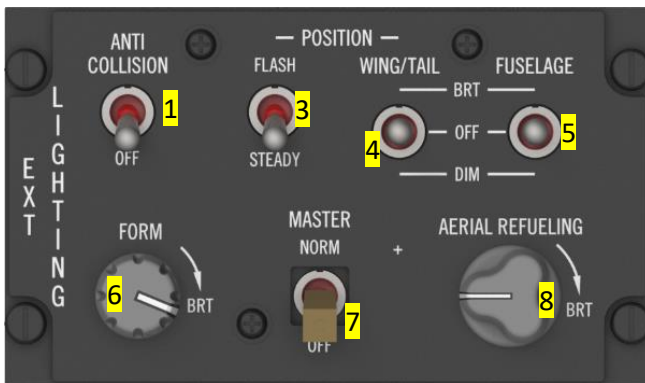 EXT LIGHTING
ANTI
COLLISION
1
OFF
POSITION
FLASH
3
STEADY
WING/TAIL
FUSELAGE
BRT
4
OFF
5
DIM
FORM
6
BRT
MASTER
NORM
7
OFF
+
AERIAL REFUELING
8
BRT